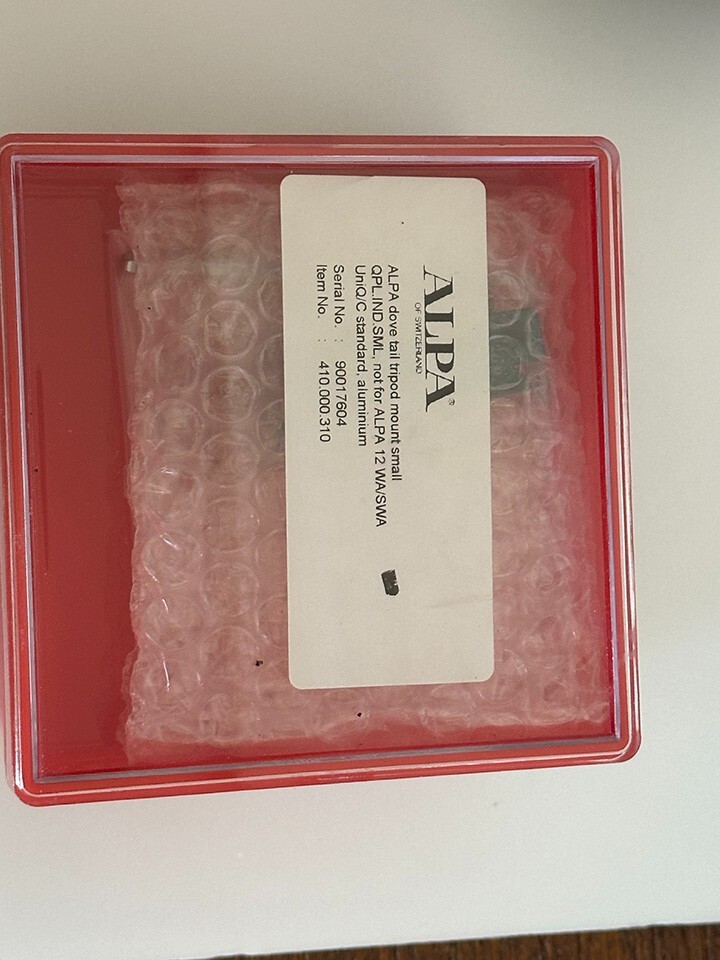 ALPA®
OF SWITZERLAND
ALPA dove tail tripod mount small
QPL.IND.SML, not for ALPA 12 WA/SWA
UniQ/C standard, aluminium
Serial No. : 90017604
Item No. : 410.000.310